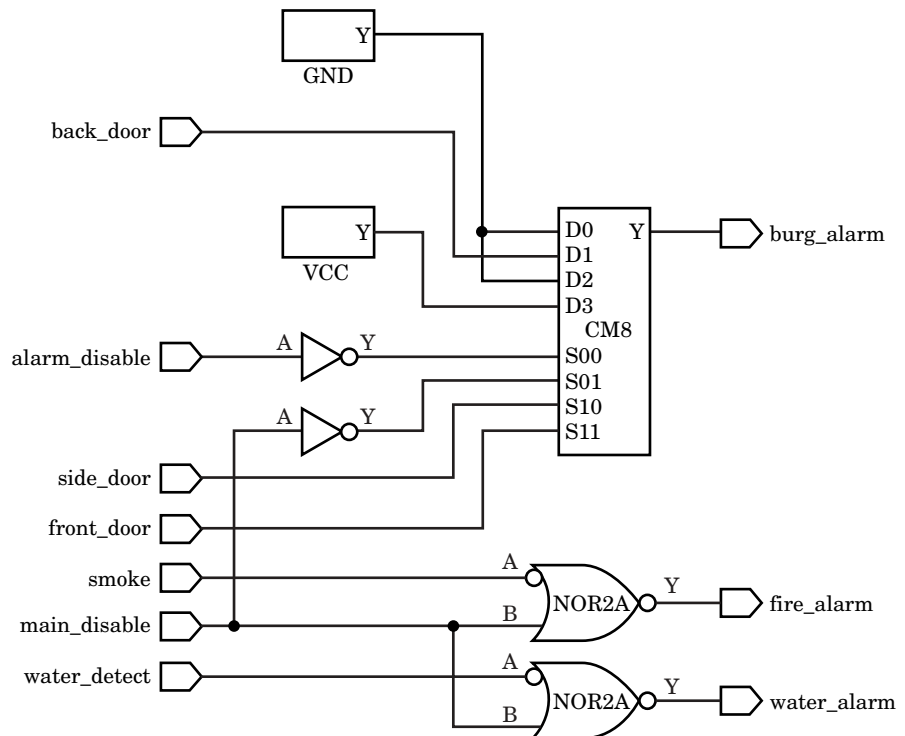 Y
GND
back_door
Y
VCC
D0 Y
D1
D2
D3
CM8
S00
S01
S10
S11
burg_alarm
alarm_disable
A Y
A Y
side_door
front_door
smoke
A
NOR2A
Y
fire_alarm
main_disable
B
water_detect
A
NOR2A
Y
water_alarm
B